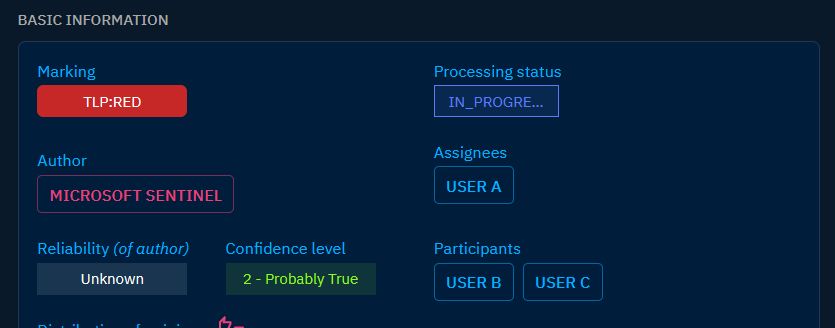 BASIC INFORMATION
Marking
TLP:RED
Processing status
IN_PROGRE...
Author
MICROSOFT SENTINEL
Assignees
USER A
Reliability (of author)
Unknown
Confidence level
2 - Probably True
Participants
USER B USER C